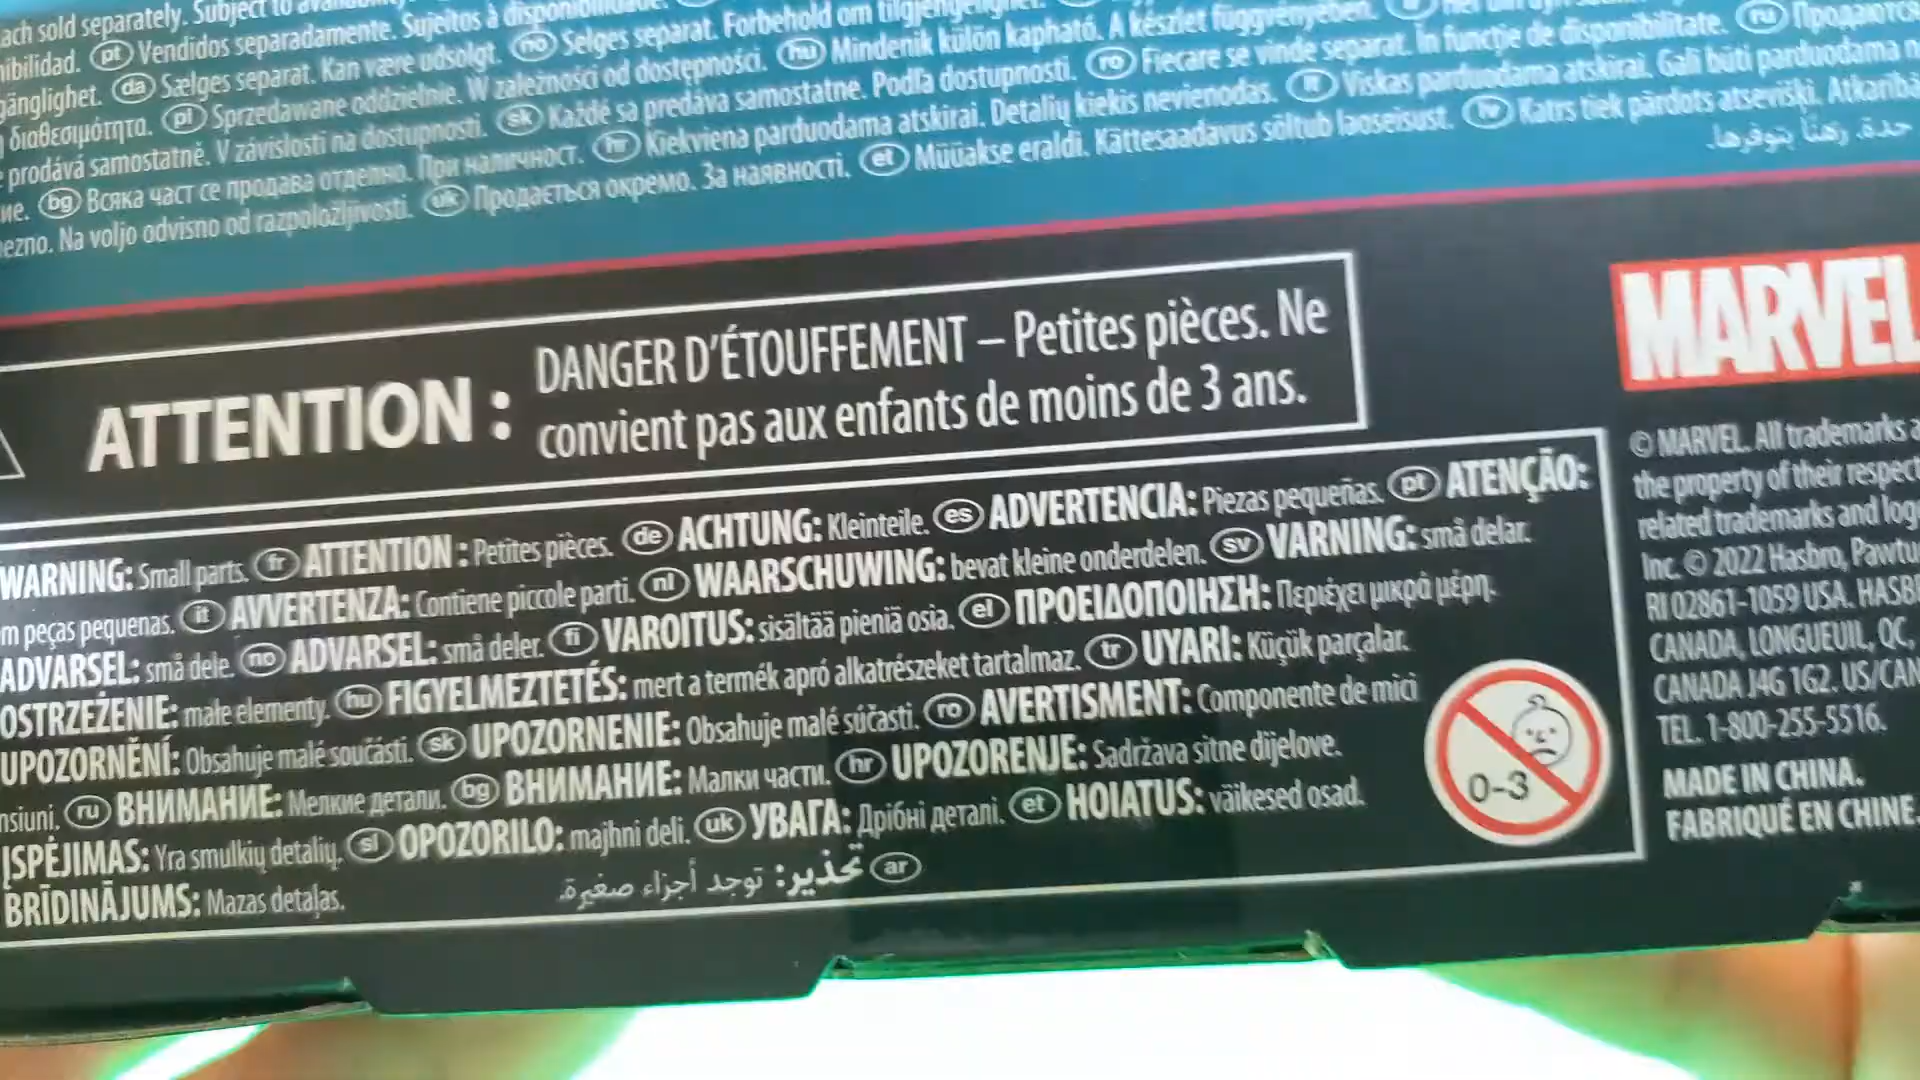 ach sold separately. Subject to
nibilidad. pt Vendidos separadamente. Sujeitos à disponibilidade.
gänglighet. da Sælges separat. Kan være udsolgt. no Selges separat. Forbehold om tilgjengelighet.
διαθεσιμότητα. pl Sprzedawane oddzielnie. W zależności od dostępności. hu Mindenik külön kapható. A készlet függvényében.
prodává samostatně. V závislosti na dostupnosti. sk Každé sa predáva samostatne. Podľa dostupnosti. ro Fiecare se vinde separat. În funcție de disponibilitate. ru Продаются
ие. bg Всяка част се продава отделно. При наличност. hr Kiekviena parduodama atskirai. Detalių kiekis nevienodas. lt Viskas parduodama atskirai. Gali būti parduodama
ezno. Na voljo odvisno od razpoložljivosti. uk Продається окремо. За наявності. et Müüakse eraldi. Kättesaadavus sõltub laoseisust. lv Katrs tiek pārdots atsevišķi. Atkarībā
حدة. رهناً بتوفرها.
ATTENTION :
DANGER D'ÉTOUFFEMENT – Petites pièces. Ne
convient pas aux enfants de moins de 3 ans.
WARNING: Small parts. fr ATTENTION : Petites pièces. de ACHTUNG: Kleinteile. es ADVERTENCIA: Piezas pequeñas. pt ATENÇÃO:
m peças pequenas. it AVVERTENZA: Contiene piccole parti. nl WAARSCHUWING: bevat kleine onderdelen. sv VARNING: små delar.
ADVARSEL: små dele. no ADVARSEL: små deler. fi VAROITUS: sisältää pieniä osia. el ΠΡΟΕΙΔΟΠΟΙΗΣΗ: Περιέχει μικρά μέρη.
OSTRZEŻENIE: małe elementy. hu FIGYELMEZTETÉS: mert a termék apró alkatrészeket tartalmaz. tr UYARI: Küçük parçalar.
UPOZORNĚNÍ: Obsahuje malé součásti. sk UPOZORNENIE: Obsahuje malé súčasti. ro AVERTISMENT: Componente de mici
nsiuni. ru ВНИМАНИЕ: Мелкие детали. bg ВНИМАНИЕ: Малки части. hr UPOZORENJE: Sadržava sitne dijelove.
ĮSPĖJIMAS: Yra smulkių detalių. sl OPOZORILO: majhni deli. uk УВАГА: Дрібні деталі. et HOIATUS: väikesed osad.
BRĪDINĀJUMS: Mazas detaļas. ar تحذير: توجد أجزاء صغيرة.
0-3
MARVEL
© MARVEL. All trademarks
the property of their respect
related trademarks and log
Inc. © 2022 Hasbro, Pawtu
RI 02861-1059 USA. HASB
CANADA, LONGUEUIL, QC,
CANADA J4G 1G2. US/CAN
TEL. 1-800-255-5516.
MADE IN CHINA.
FABRIQUÉ EN CHINE.